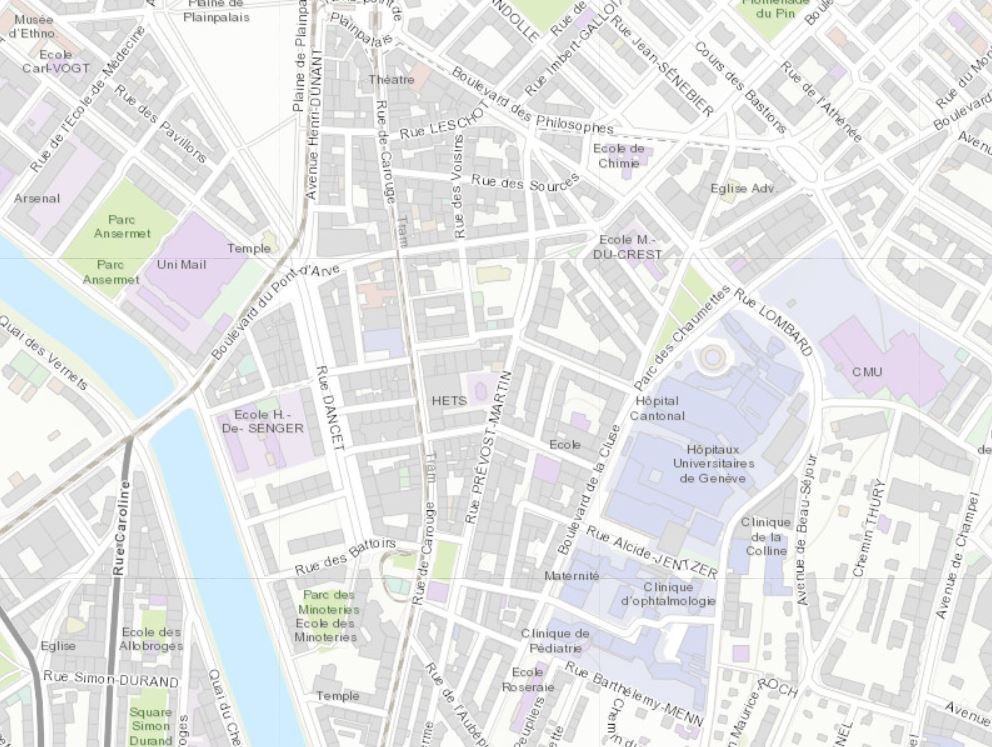 Musée
d'Ethno.
Plaine de
Plainpalais
Plainpalais
Rue de
Promenade
du Pin
Ecole
Carl-VOGT
Rue de l'Ecole-de-Médecine
Rue des Pavillons
Avenue Henri-DUNANT
Théatre
Boulevard des Philosophes
Rue Imbert-GALLOIX
Rue Jean-SÉNEBIER
Cours des Bastions
Rue de l'Athénée
Rue LESCHOT
Rue-de-Carouge
Rue des Voisins
Rue des Sources
Ecole de
Chimie
Eglise Adv.
Arsenal
Parc
Ansermet
Parc
Ansermet
Uni Mail
Temple
Tram
Ecole M.-
DU-CREST
Boulevard du Pont-d'Arve
Rue LOMBARD
Parc des Chaumettes
Quai des Vernets
Rue DANCET
HETS
CMU
Hôpital
Cantonal
Ecole H.-
De- SENGER
Rue PRÉVOST-MARTIN
Ecole
Hôpitaux
Universitaires
de Genève
Tram
Boulevard de la Cluse
Rue Caroline
Clinique
de la
Colline
Avenue de Beau-Séjour
Chemin THURY
Avenue de Champel
Rue des Battoirs
Rue de Carouge
Rue Alcide-JENTZER
Maternité
Clinique
d'ophtalmologie
Parc des
Minoteries
Ecole des
Minoteries
Eglise
Ecole des
Allobroges
Clinique de
Pédiatrie
Rue Simon-DURAND
Ecole
Roseraie
Rue Barthélemy-MENN
Temple
Square
Simon
Durand
Avenue